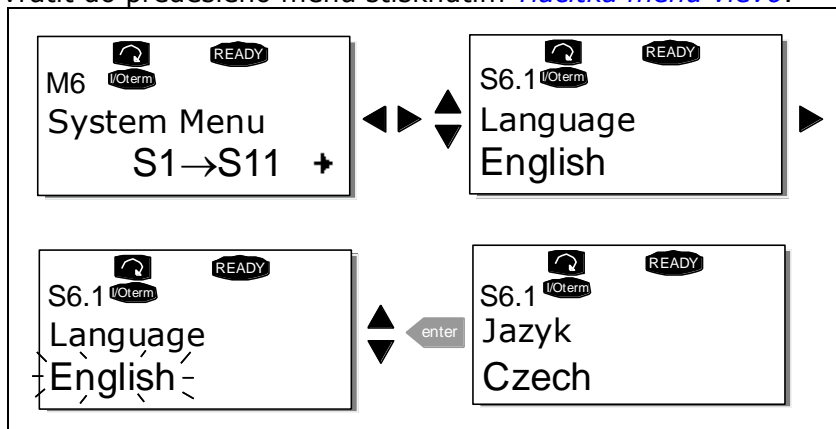 vrátit do předešlého menu stisknutím tlačítka menu vlevo.
READY
M6 I/Oterm
System Menu
S1→S11
READY
S6.1 I/Oterm
Language
English
READY
S6.1 I/Oterm
Language
English
enter
READY
S6.1 I/Oterm
Jazyk
Czech